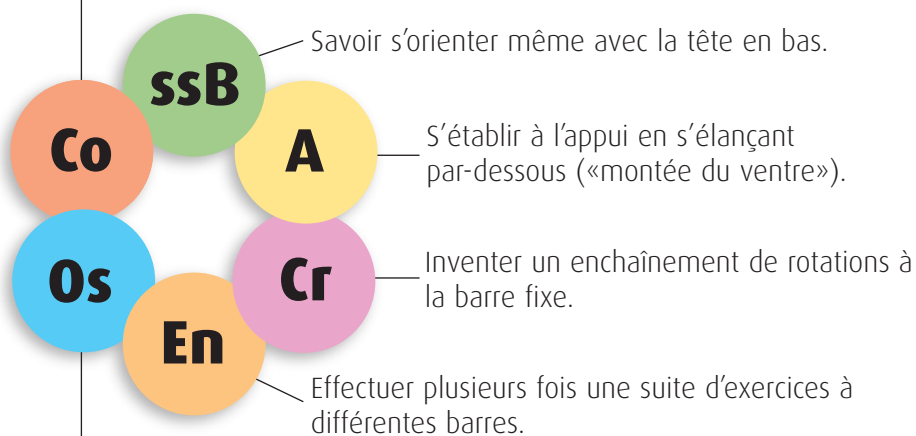 ssB
Savoir s’orienter même avec la tête en bas.
Co
A
S’établir à l’appui en s’élançant
par-dessous («montée du ventre»).
Os
Cr
Inventer un enchaînement de rotations à
la barre fixe.
En
Effectuer plusieurs fois une suite d’exercices à
différentes barres.